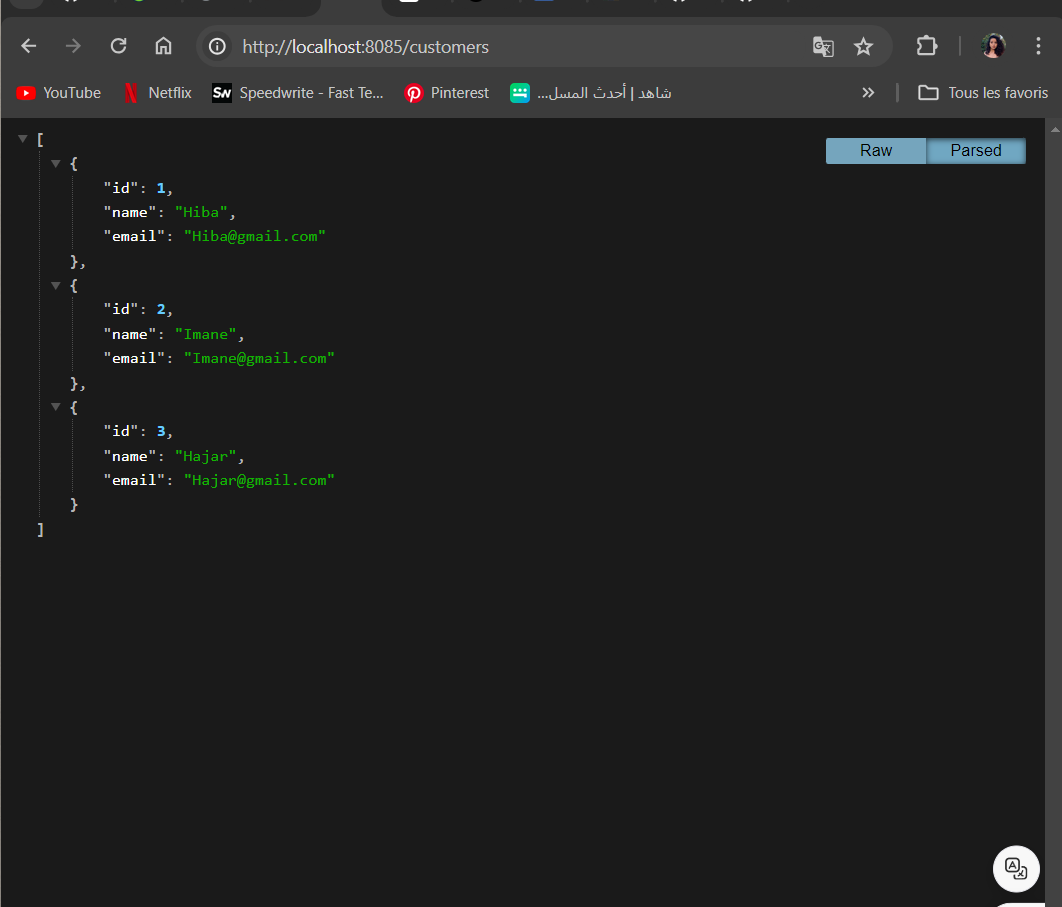 http://localhost:8085/customers
YouTube Netflix SW Speedwrite - Fast Te... Pinterest شاهد | أحدث المسل... » Tous les favoris
Raw Parsed
[
{
"id": 1,
"name": "Hiba",
"email": "Hiba@gmail.com"
},
{
"id": 2,
"name": "Imane",
"email": "Imane@gmail.com"
},
{
"id": 3,
"name": "Hajar",
"email": "Hajar@gmail.com"
}
]